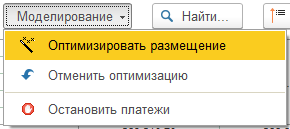 Моделирование
Найти...
Оптимизировать размещение
Отменить оптимизацию
Остановить платежи